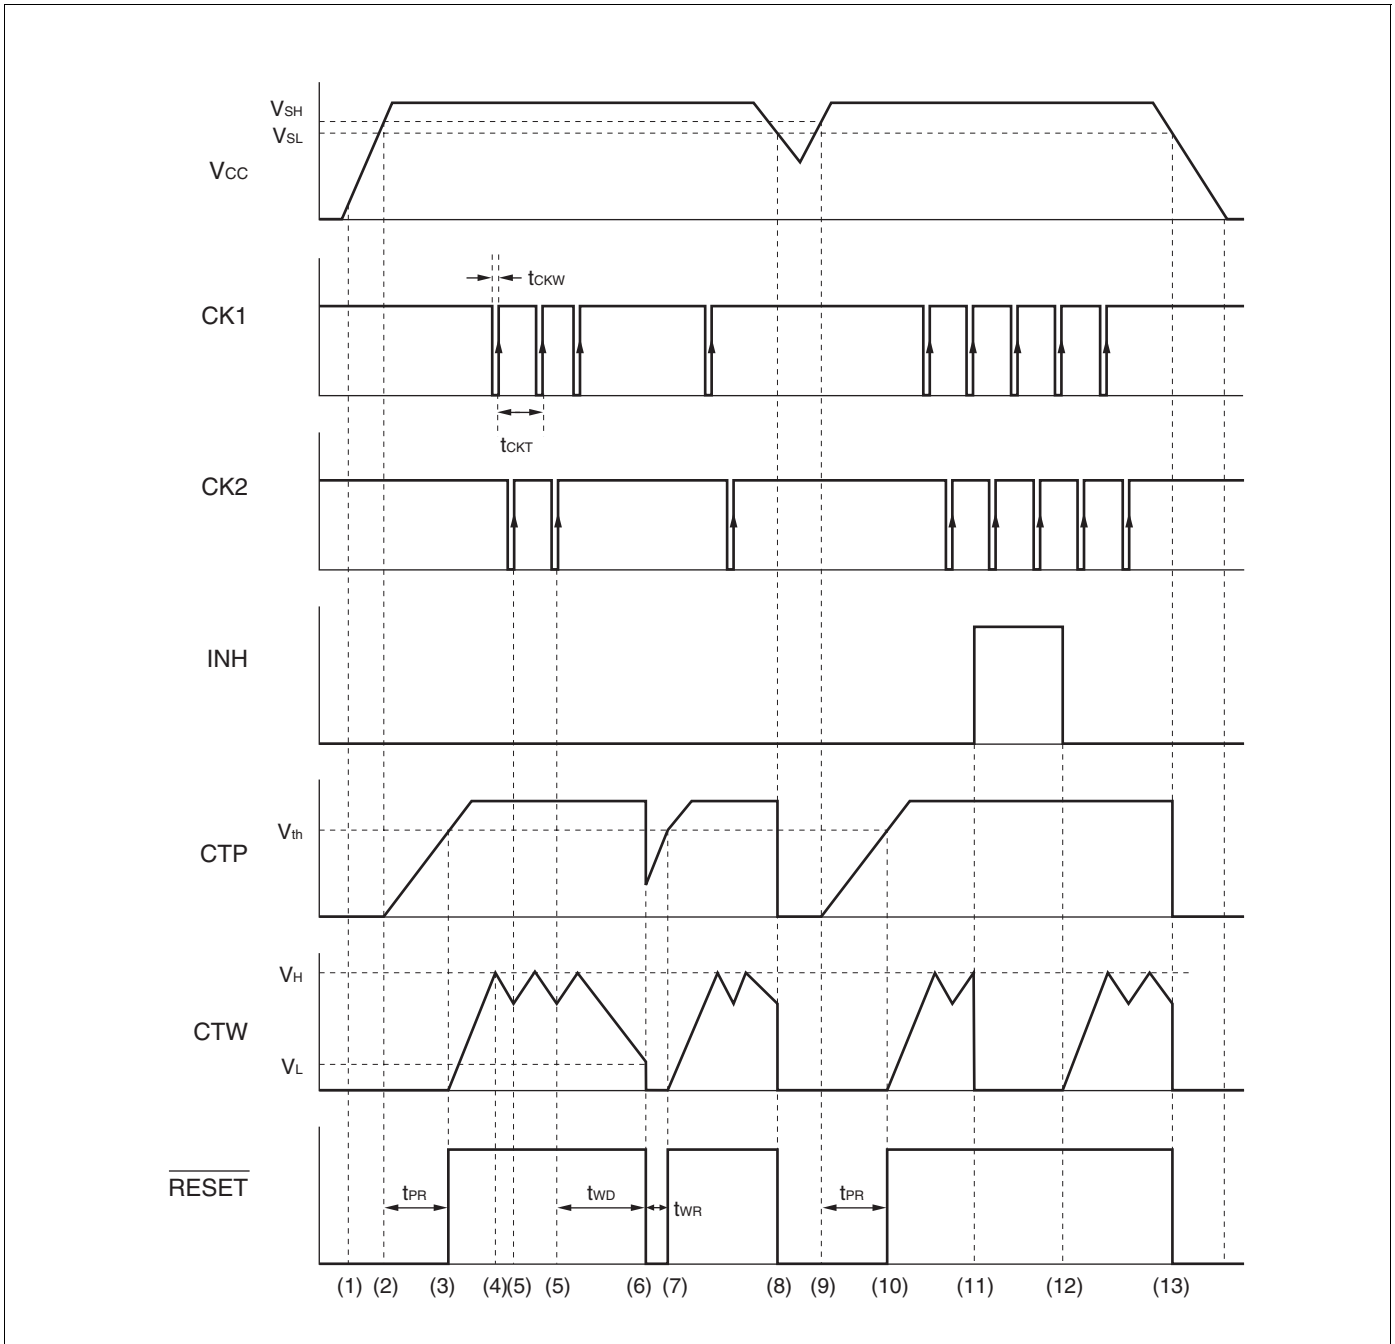 VSH
VSL
VCC
tCKW
CK1
tCKT
CK2
INH
Vth
CTP
VH
CTW
VL
RESET
tPR
tWD
tWR
tPR
(1) (2) (3) (4)(5) (5) (6) (7) (8) (9) (10) (11) (12) (13)